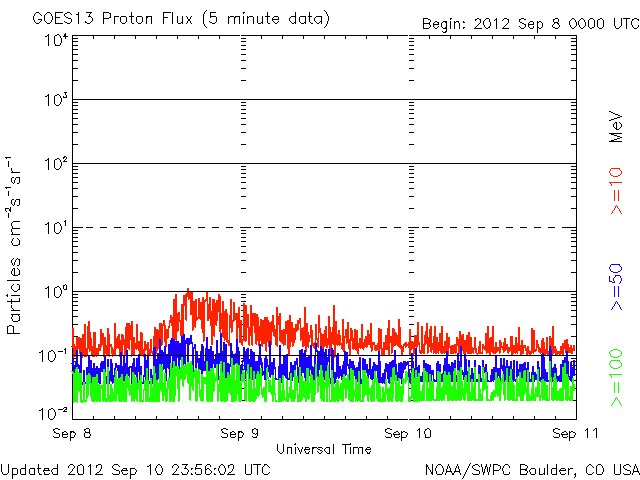 GOES13 Proton Flux (5 minute data)
Begin: 2012 Sep 8 0000 UTC
10⁴
10³
10²
10¹
10⁰
10⁻¹
10⁻²
Particles cm⁻²s⁻¹sr⁻¹
MeV
>=10
>=50
>=100
Sep 8
Sep 9
Sep 10
Sep 11
Universal Time
Updated 2012 Sep 10 23:56:02 UTC
NOAA/SWPC Boulder, CO USA